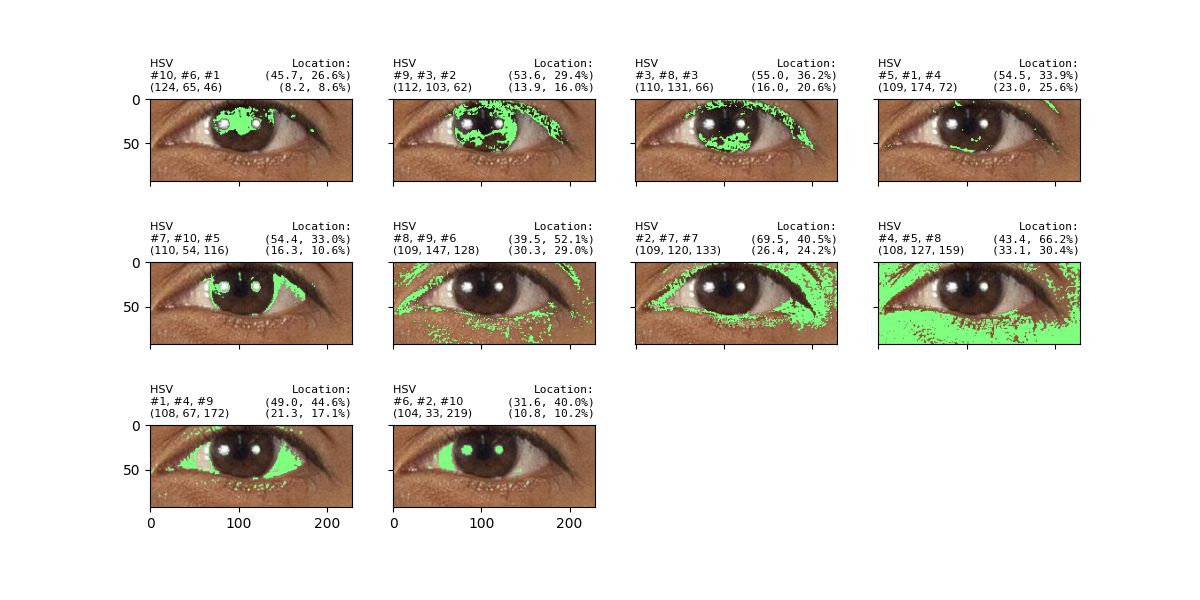 HSV Location:
#10, #6, #1 (45.7, 26.6%)
(124, 65, 46) (8.2, 8.6%)
HSV Location:
#9, #3, #2 (53.6, 29.4%)
(112, 103, 62) (13.9, 16.0%)
HSV Location:
#3, #8, #3 (55.0, 36.2%)
(110, 131, 66) (16.0, 20.6%)
HSV Location:
#5, #1, #4 (54.5, 33.9%)
(109, 174, 72) (23.0, 25.6%)
0
50
HSV Location:
#7, #10, #5 (54.4, 33.0%)
(110, 54, 116) (16.3, 10.6%)
HSV Location:
#8, #9, #6 (39.5, 52.1%)
(109, 147, 128) (30.3, 29.0%)
HSV Location:
#2, #7, #7 (69.5, 40.5%)
(109, 120, 133) (26.4, 24.2%)
HSV Location:
#4, #5, #8 (43.4, 66.2%)
(108, 127, 159) (33.1, 30.4%)
0
50
HSV Location:
#1, #4, #9 (49.0, 44.6%)
(108, 67, 172) (21.3, 17.1%)
HSV Location:
#6, #2, #10 (31.6, 40.0%)
(104, 33, 219) (10.8, 10.2%)
0
50
0 100 200
0 100 200